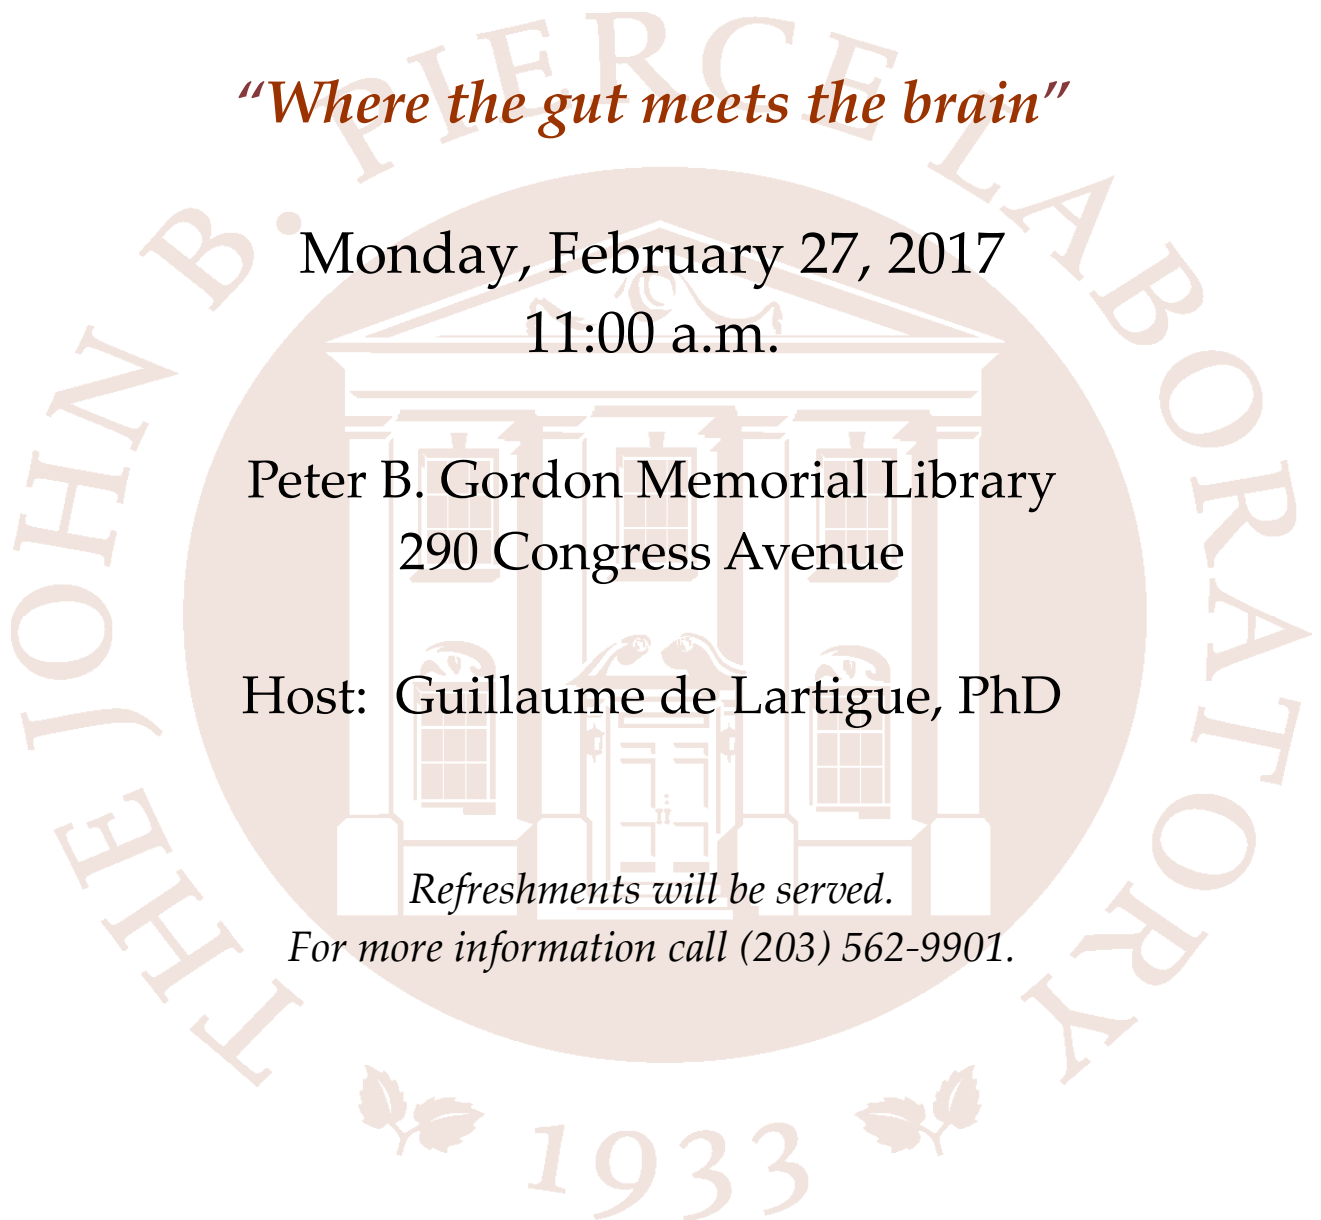 “Where the gut meets the brain”
Monday, February 27, 2017
11:00 a.m.
Peter B. Gordon Memorial Library
290 Congress Avenue
Host:  Guillaume de Lartigue, PhD
Refreshments will be served.
For more information call (203) 562-9901.
THE JOHN B. PIERCE LABORATORY
1933